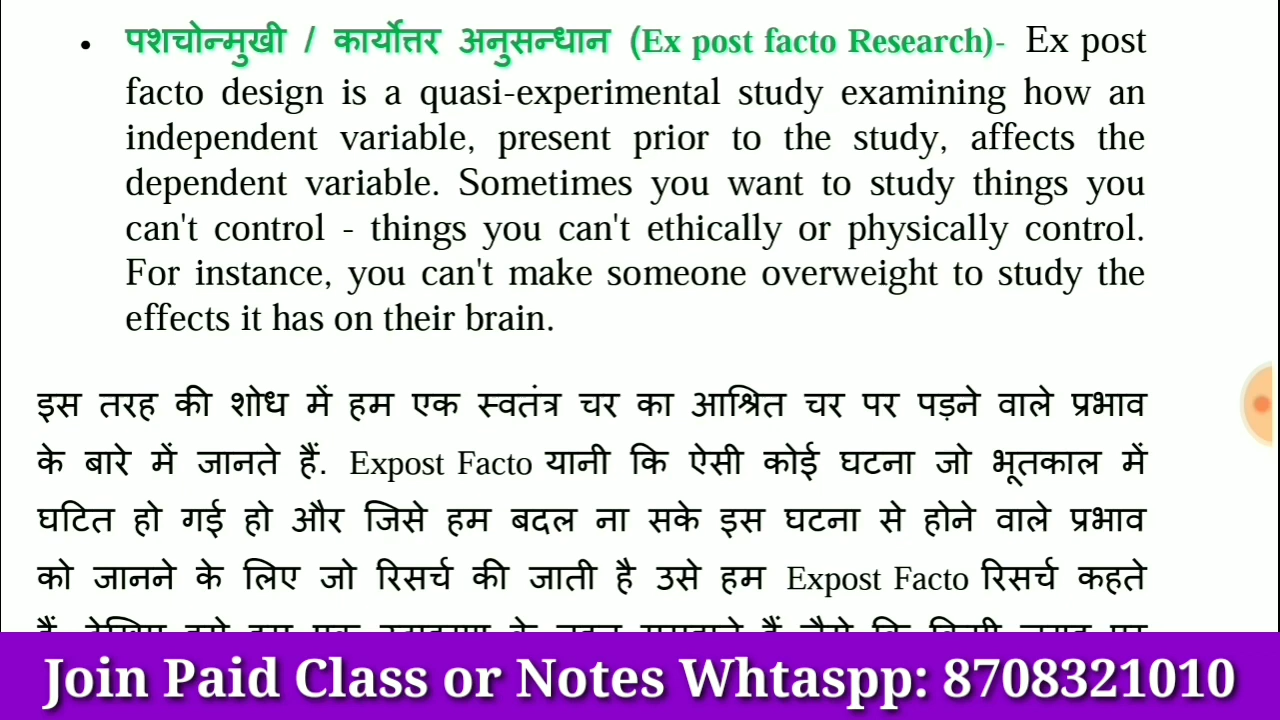 • पशचोन्मुखी / कार्योत्तर अनुसन्धान (Ex post facto Research)- Ex post
facto design is a quasi-experimental study examining how an
independent variable, present prior to the study, affects the
dependent variable. Sometimes you want to study things you
can't control - things you can't ethically or physically control.
For instance, you can't make someone overweight to study the
effects it has on their brain.
इस तरह की शोध में हम एक स्वतंत्र चर का आश्रित चर पर पड़ने वाले प्रभाव
के बारे में जानते हैं. Expost Facto यानी कि ऐसी कोई घटना जो भूतकाल में
घटित हो गई हो और जिसे हम बदल ना सके इस घटना से होने वाले प्रभाव
को जानने के लिए जो रिसर्च की जाती है उसे हम Expost Facto रिसर्च कहते
Join Paid Class or Notes Whtaspp: 8708321010